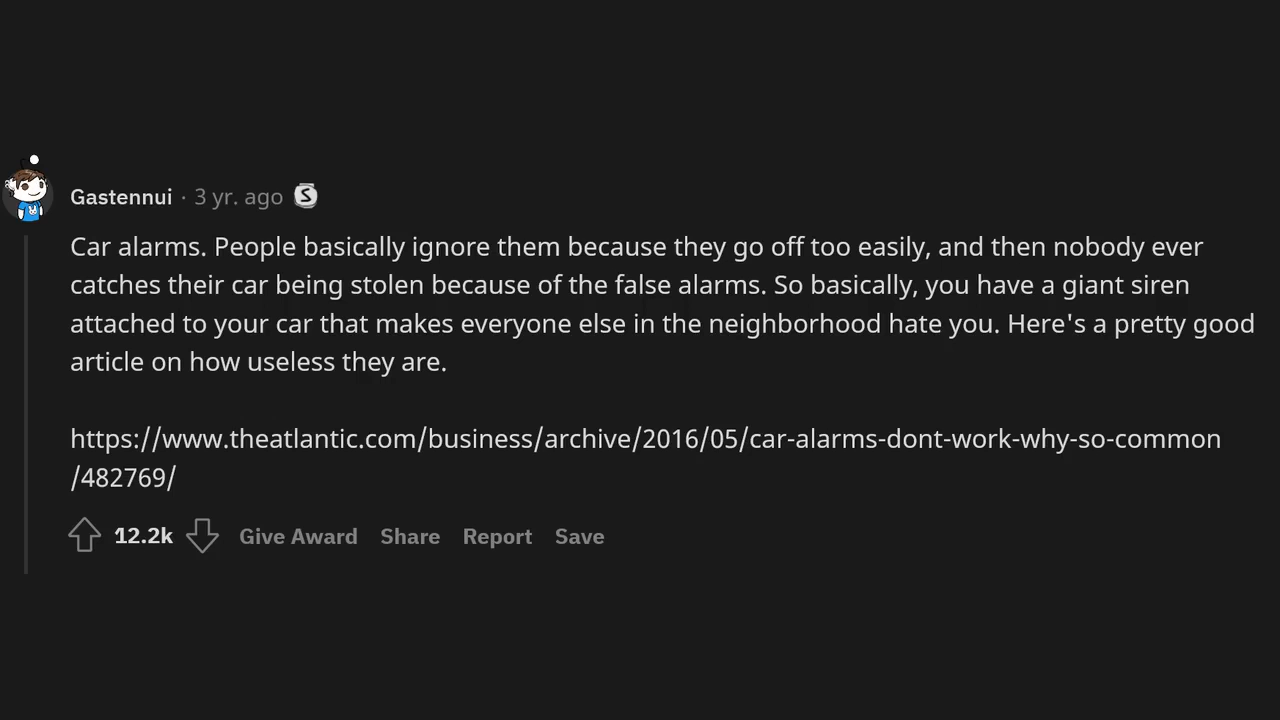 Gastennui · 3 yr. ago S
Car alarms. People basically ignore them because they go off too easily, and then nobody ever
catches their car being stolen because of the false alarms. So basically, you have a giant siren
attached to your car that makes everyone else in the neighborhood hate you. Here's a pretty good
article on how useless they are.
https://www.theatlantic.com/business/archive/2016/05/car-alarms-dont-work-why-so-common
/482769/
12.2k Give Award Share Report Save